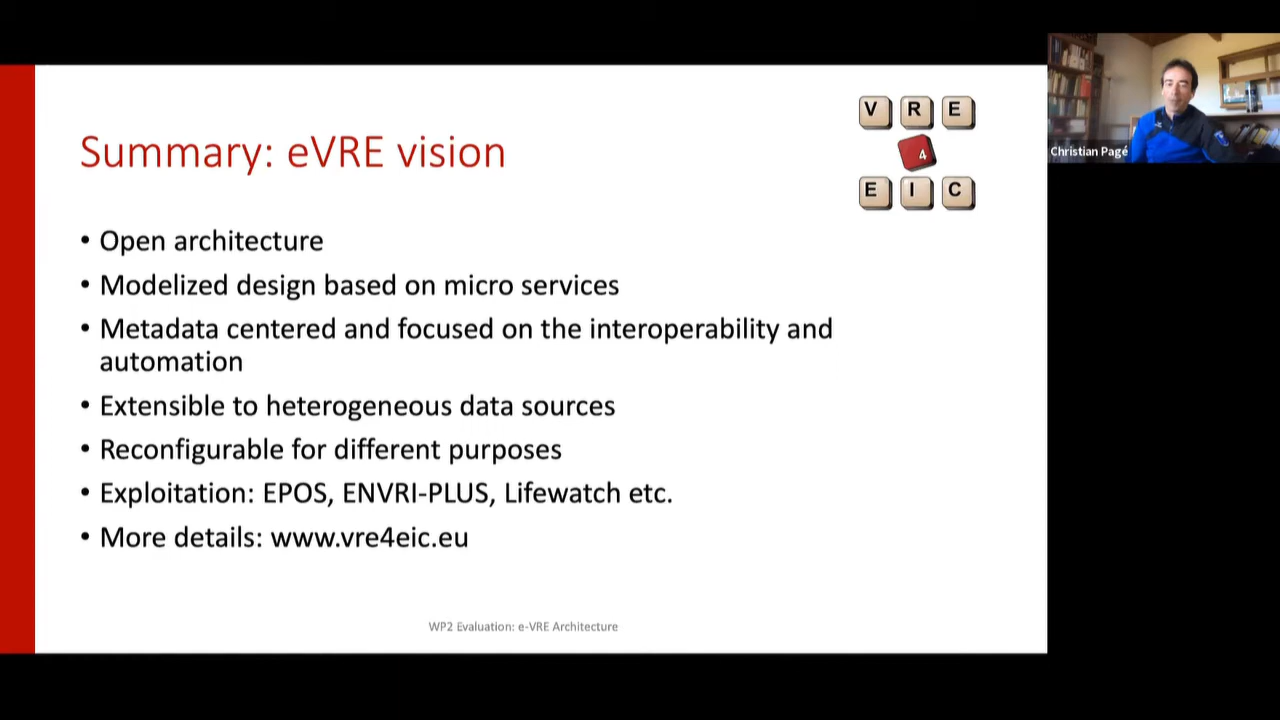 V R E
4
E I C
Christian Pagé
Summary: eVRE vision
• Open architecture
• Modelized design based on micro services
• Metadata centered and focused on the interoperability and
automation
• Extensible to heterogeneous data sources
• Reconfigurable for different purposes
• Exploitation: EPOS, ENVRI-PLUS, Lifewatch etc.
• More details: www.vre4eic.eu
WP2 Evaluation: e-VRE Architecture